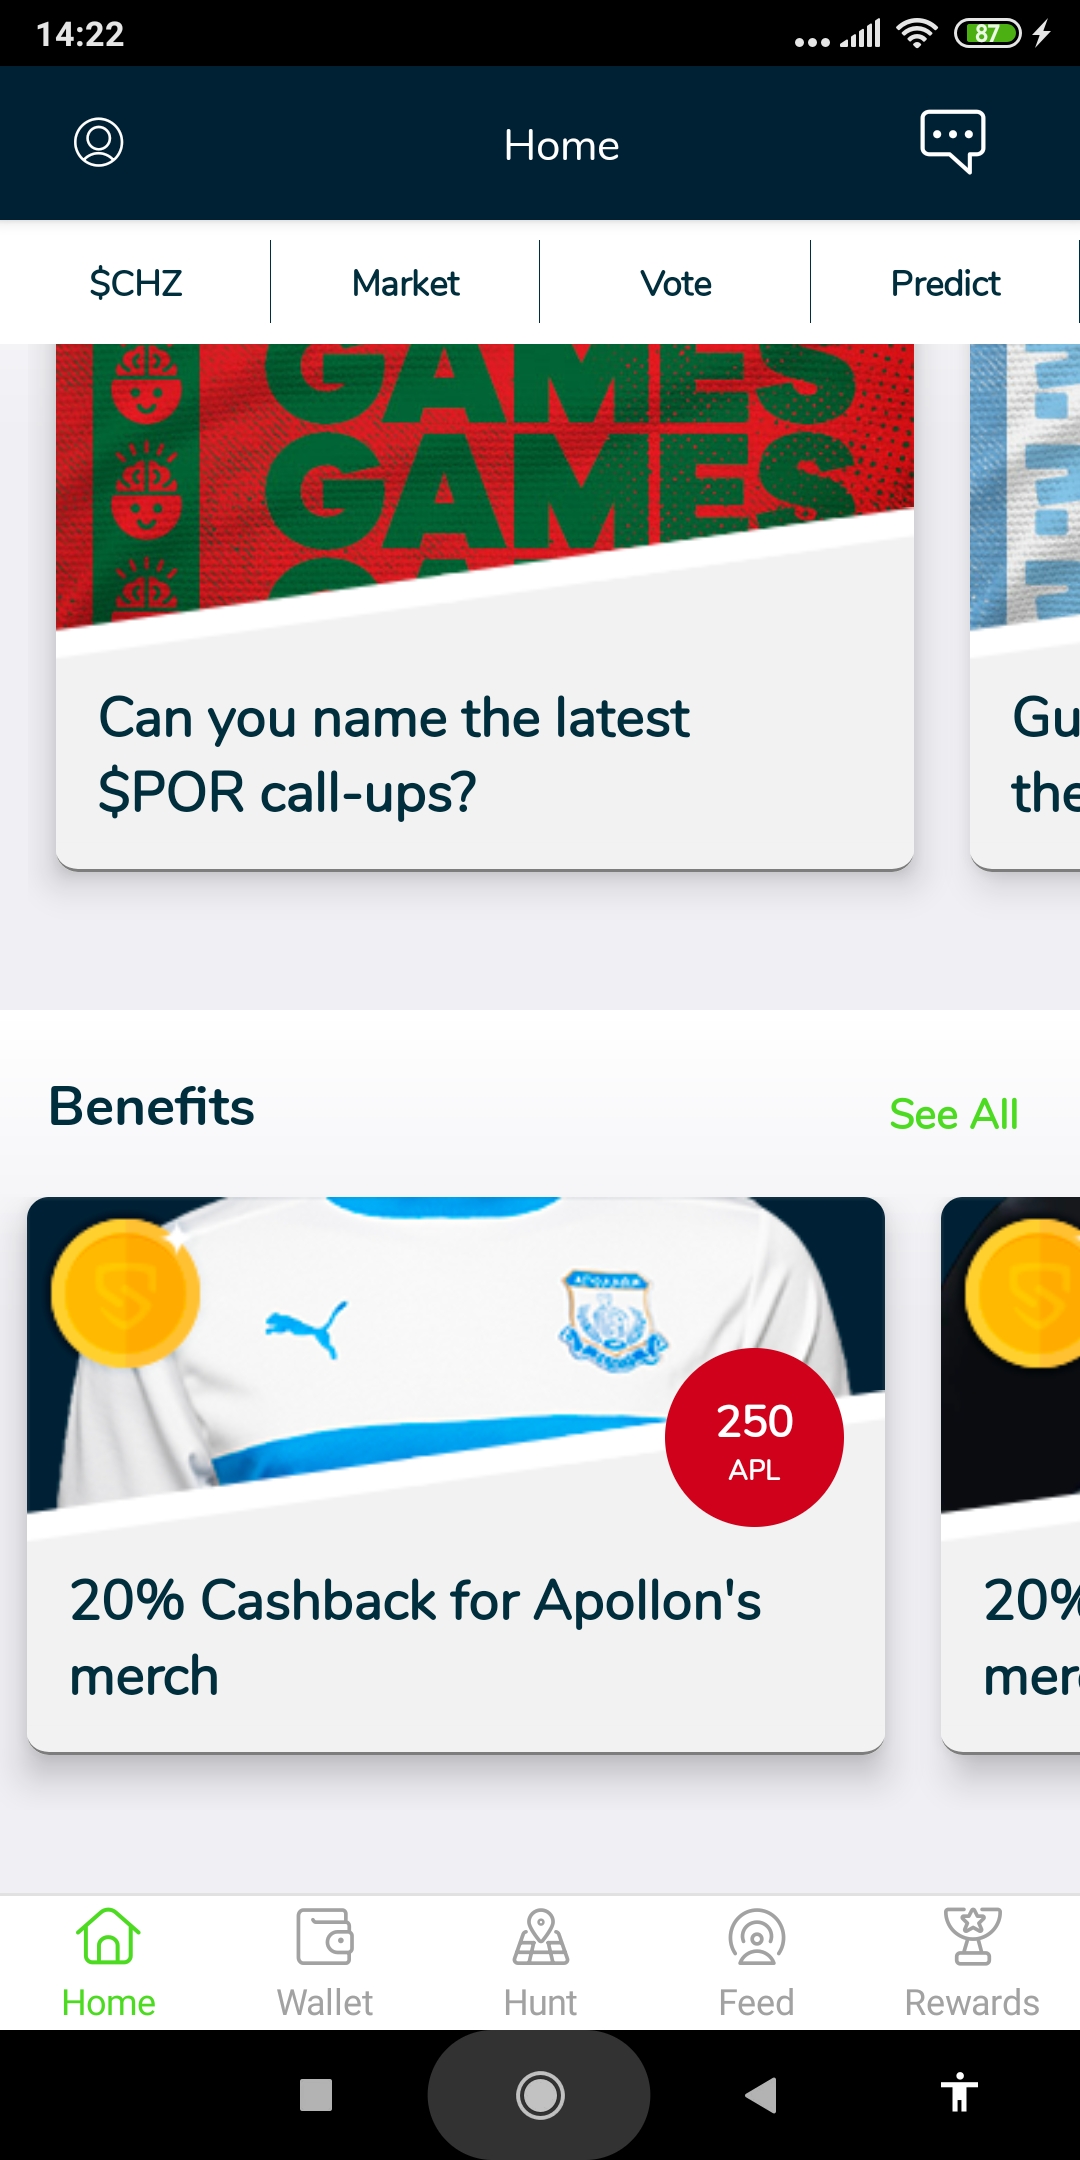 14:22
87
Home
$CHZ
Market
Vote
Predict
GAMES
GAMES
Can you name the latest
$POR call-ups?
Gu
the
Benefits
See All
250
APL
20% Cashback for Apollon's
merch
20%
mer
Home
Wallet
Hunt
Feed
Rewards